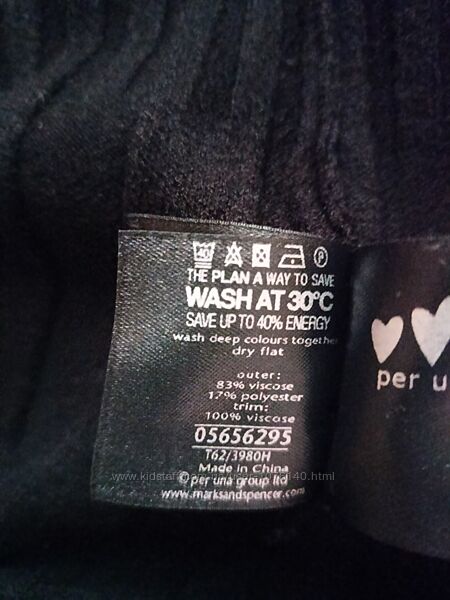 40 P
THE PLAN A WAY TO SAVE
WASH AT 30°C
SAVE UP TO 40% ENERGY
wash deep colours together
dry flat
outer:
83% viscose
17% polyester
trim:
100% viscose
05656295
T62/3980H
Made in China
© per una group ltd
www.marksandspencer.com
per u